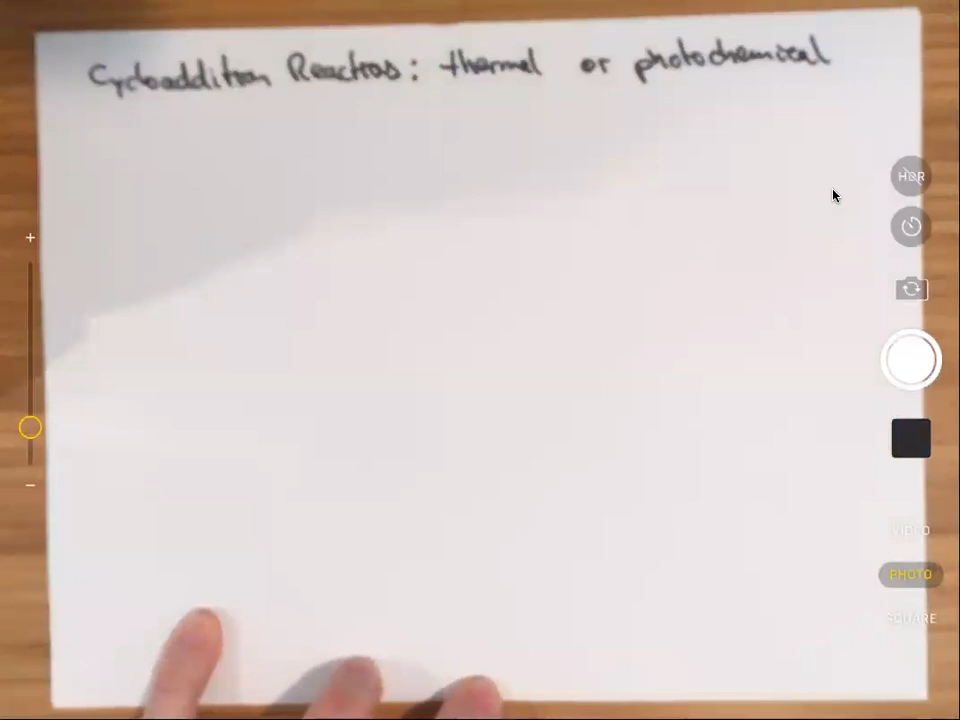 Cycloaddition Reactions: thermal or photochemical
HDR
VIDEO
PHOTO
SQUARE